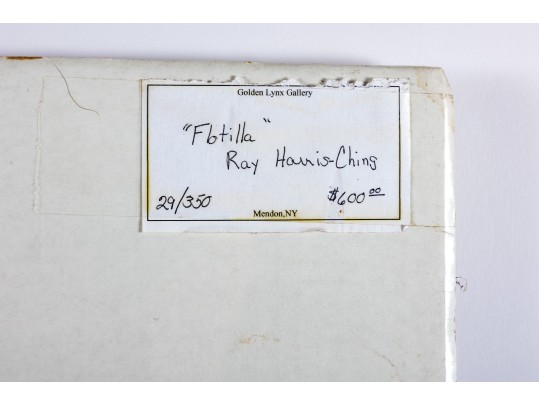 Golden Lynx Gallery
"Flotilla"
Ray Harris-Ching
29/350
$600.00
Mendon, NY